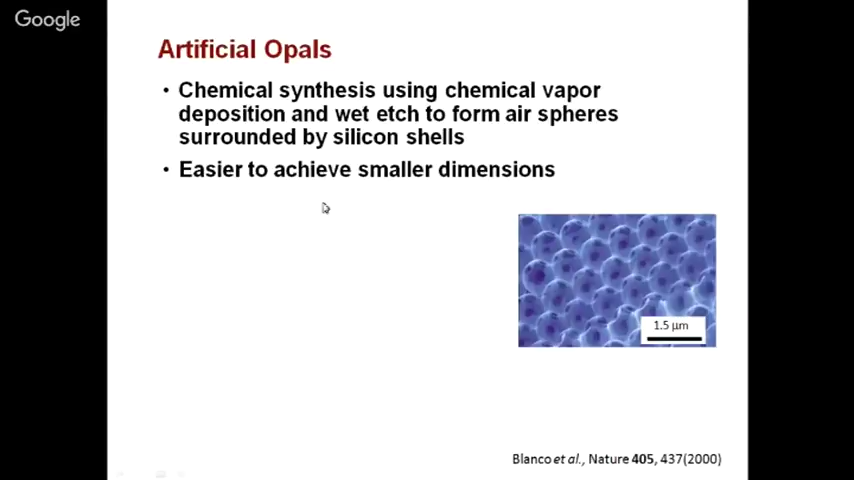 Google
Artificial Opals
• Chemical synthesis using chemical vapor
deposition and wet etch to form air spheres
surrounded by silicon shells
• Easier to achieve smaller dimensions
1.5 µm
Blanco et al., Nature 405, 437(2000)